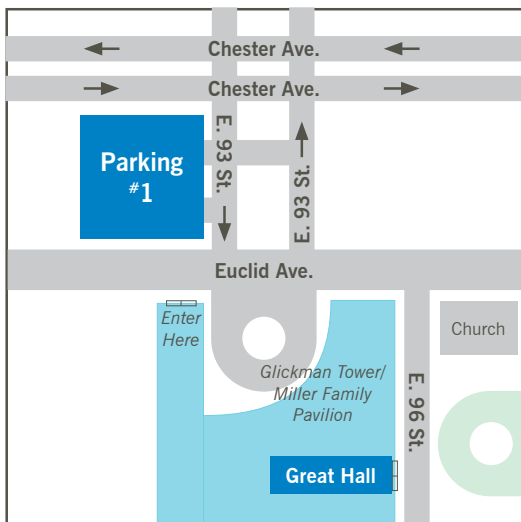 Chester Ave.
Chester Ave.
Parking
#1
E. 93 St.
E. 93 St.
Euclid Ave.
Enter
Here
Church
Glickman Tower/
Miller Family
Pavilion
E. 96 St.
Great Hall